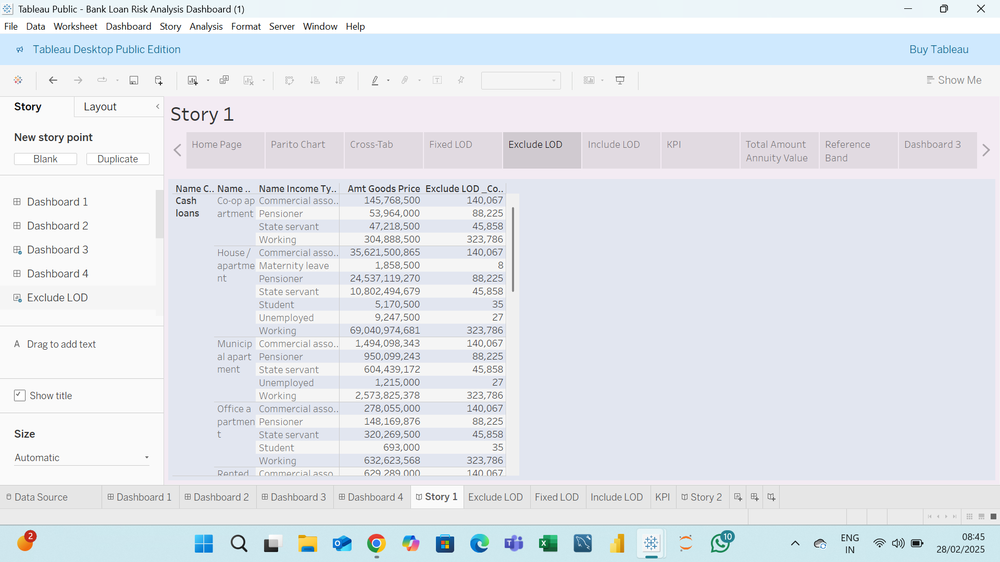 Tableau Public - Bank Loan Risk Analysis Dashboard (1)
File Data Worksheet Dashboard Story Analysis Format Server Window Help
Tableau Desktop Public Edition
Buy Tableau
Show Me
Story
Layout
New story point
Blank
Duplicate
Dashboard 1
Dashboard 2
Dashboard 3
Dashboard 4
Exclude LOD
A Drag to add text
Show title
Size
Automatic
Story 1
Home Page
Parito Chart
Cross-Tab
Fixed LOD
Exclude LOD
Include LOD
KPI
Total Amount
Annuity Value
Reference
Band
Dashboard 3
Name C.. Name .. Name Income Ty.. Amt Goods Price Exclude LOD _Co..
Cash Co-op ap Commercial asso.. 145,768,500 140,067
loans artment Pensioner 53,964,000 88,225
State servant 47,218,500 45,858
Working 304,888,500 323,786
House / Commercial asso.. 35,621,500,865 140,067
apartme Maternity leave 1,858,500 8
nt Pensioner 24,537,119,270 88,225
State servant 10,802,494,679 45,858
Student 5,170,500 35
Unemployed 9,247,500 27
Working 69,040,974,681 323,786
Municip Commercial asso.. 1,494,098,343 140,067
al apart Pensioner 950,099,243 88,225
ment State servant 604,439,172 45,858
Unemployed 1,215,000 27
Working 2,573,825,378 323,786
Office a Commercial asso.. 278,055,000 140,067
partmen Pensioner 148,169,876 88,225
t State servant 320,269,500 45,858
Student 693,000 35
Working 632,623,568 323,786
Rented Commercial asso 629,289,000 140,067
Data Source
Dashboard 1
Dashboard 2
Dashboard 3
Dashboard 4
Story 1
Exclude LOD
Fixed LOD
Include LOD
KPI
Story 2
2
10
ENG
IN
08:45
28/02/2025